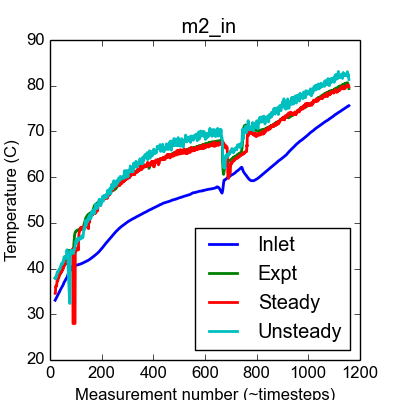 m2_in
90
80
70
60
50
40
30
20
Temperature (C)
Inlet
Expt
Steady
Unsteady
0 200 400 600 800 1000 1200
Measurement number (~timesteps)